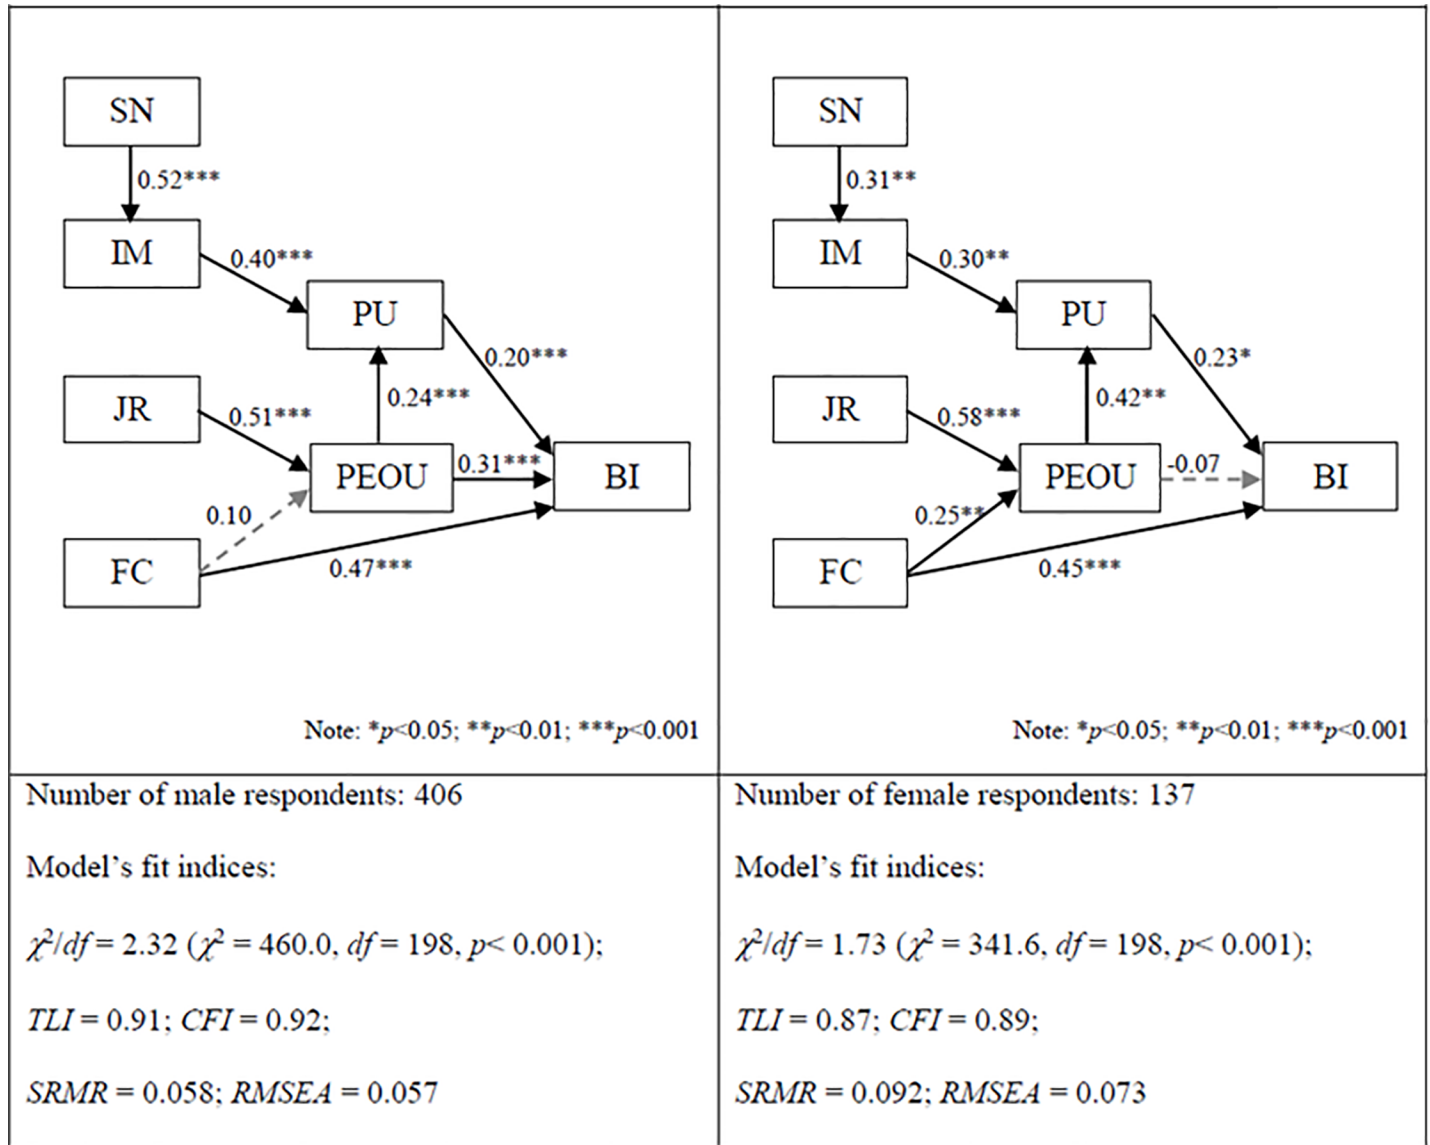 SN
0.52***
IM
0.40***
PU
0.20***
JR
0.51***
0.24***
PEOU
0.31***
BI
0.10
FC
0.47***
Note: *p<0.05; **p<0.01; ***p<0.001
Number of male respondents: 406
Model’s fit indices:
χ²/df = 2.32 (χ² = 460.0, df = 198, p< 0.001);
TLI = 0.91; CFI = 0.92;
SRMR = 0.058; RMSEA = 0.057
SN
0.31**
IM
0.30**
PU
0.23*
JR
0.58***
0.42**
PEOU
-0.07
BI
0.25**
FC
0.45***
Note: *p<0.05; **p<0.01; ***p<0.001
Number of female respondents: 137
Model’s fit indices:
χ²/df = 1.73 (χ² = 341.6, df = 198, p< 0.001);
TLI = 0.87; CFI = 0.89;
SRMR = 0.092; RMSEA = 0.073